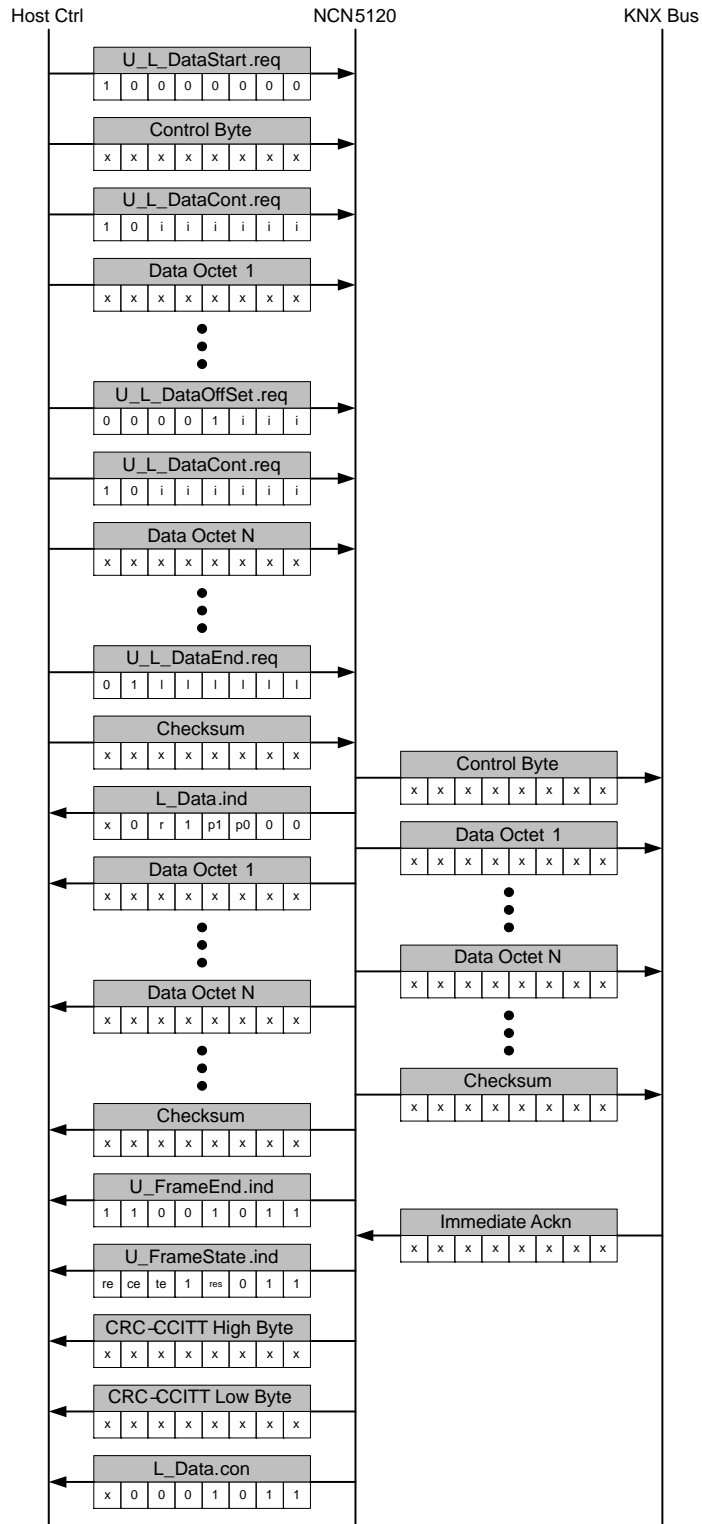 Host Ctrl NCN5120 KNX Bus
U_L_DataStart.req
1 0 0 0 0 0 0 0
Control Byte
x x x x x x x x
U_L_DataCont.req
1 0 i i i i i i
Data Octet 1
x x x x x x x x
U_L_DataOffSet.req
0 0 0 0 1 i i i
U_L_DataCont.req
1 0 i i i i i i
Data Octet N
x x x x x x x x
U_L_DataEnd.req
0 1 l l l l l l
Checksum
x x x x x x x x
Control Byte
x x x x x x x x
L_Data.ind
x 0 r 1 p1 p0 0 0
Data Octet 1
x x x x x x x x
Data Octet 1
x x x x x x x x
Data Octet N
x x x x x x x x
Data Octet N
x x x x x x x x
Checksum
x x x x x x x x
Checksum
x x x x x x x x
U_FrameEnd.ind
1 1 0 0 1 0 1 1
Immediate Ackn
x x x x x x x x
U_FrameState.ind
re ce te 1 res 0 1 1
CRC-CCITT High Byte
x x x x x x x x
CRC-CCITT Low Byte
x x x x x x x x
L_Data.con
x 0 0 0 1 0 1 1